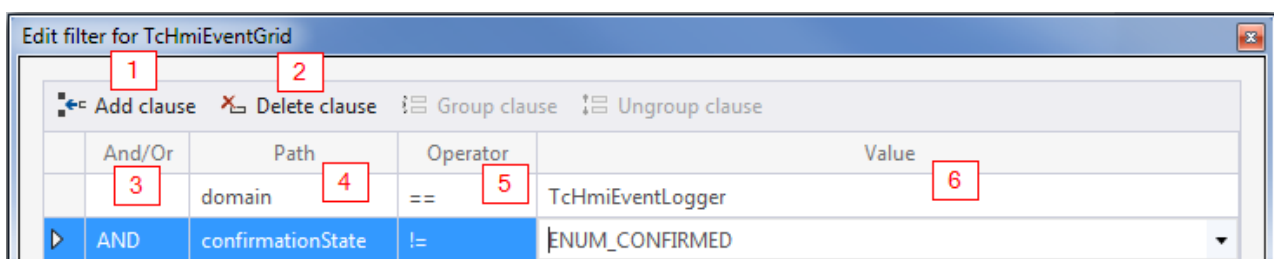 Edit filter for TcHmiEventGrid
1 2
Add clause Delete clause Group clause Ungroup clause
And/Or Path Operator Value
3 4 5 6
domain == TcHmiEventLogger
AND confirmationState != ENUM_CONFIRMED